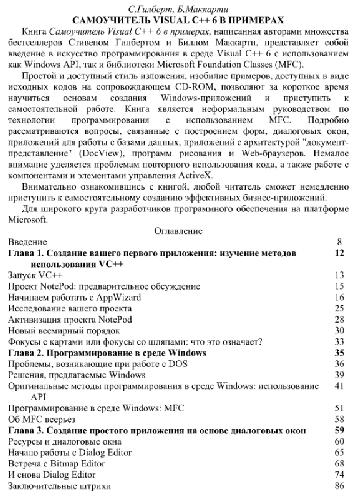 С.Гилберт, Б.Маккарти
САМОУЧИТЕЛЬ VISUAL C++ 6 В ПРИМЕРАХ
Книга Самоучитель Visual C++ 6 в примерах, написанная авторами множества
бестселлеров Стивеном Гилбертом и Биллом Маккарти, представляет собой
введение в искусство программирования в среде Visual C++ 6 с использованием
как Windows API, так и библиотеки Microsoft Foundation Classes (MFC).
Простой и доступный стиль изложения, изобилие примеров, доступных в виде
исходных кодов на сопровождающем CD-ROM, позволяют за короткое время
научиться основам создания Windows-приложений и приступить к
самостоятельной работе. Книга является неформальным руководством по
технологии программирования с использованием MFC. Подробно
рассматриваются вопросы, связанные с построением форм, диалоговых окон,
приложений для работы с базами данных, приложений с архитектурой "документ-
представление" (DocView), программ рисования и Web-браузеров. Немалое
внимание уделяется проблемам повторного использования кода, а также работе с
компонентами и элементами управления ActiveX.
Внимательно ознакомившись с книгой, любой читатель сможет немедленно
приступить к самостоятельному созданию эффективных бизнес-приложений.
Для широкого круга разработчиков программного обеспечения на платформе
Microsoft.
Оглавление
Введение 8
Глава 1. Создание вашего первого приложения: изучение методов 12
использования VC++
Запуск VC++ 13
Проект NotePod: предварительное обсуждение 15
Начинаем работать с AppWizard 16
Исследование вашего проекта 25
Активизация проекта NotePod 28
Новый всемирный порядок 30
Фокусы с картами или фокусы со шляпами: что это означает? 33
Глава 2. Программирование в среде Windows 35
Проблемы, возникающие при работе с DOS 36
Решения, предлагаемые Windows 39
Оригинальные методы программирования в среде Windows: использование 41
API
Программирование в среде Windows: MFC 51
Об MFC всерьез 58
Глава 3. Создание простого приложения на основе диалоговых окон 59
Ресурсы и диалоговые окна 60
Начало работы с Dialog Editor 65
Встреча с Bitmap Editor 68
И снова Dialog Editor 74
Заключительные штрихи 86